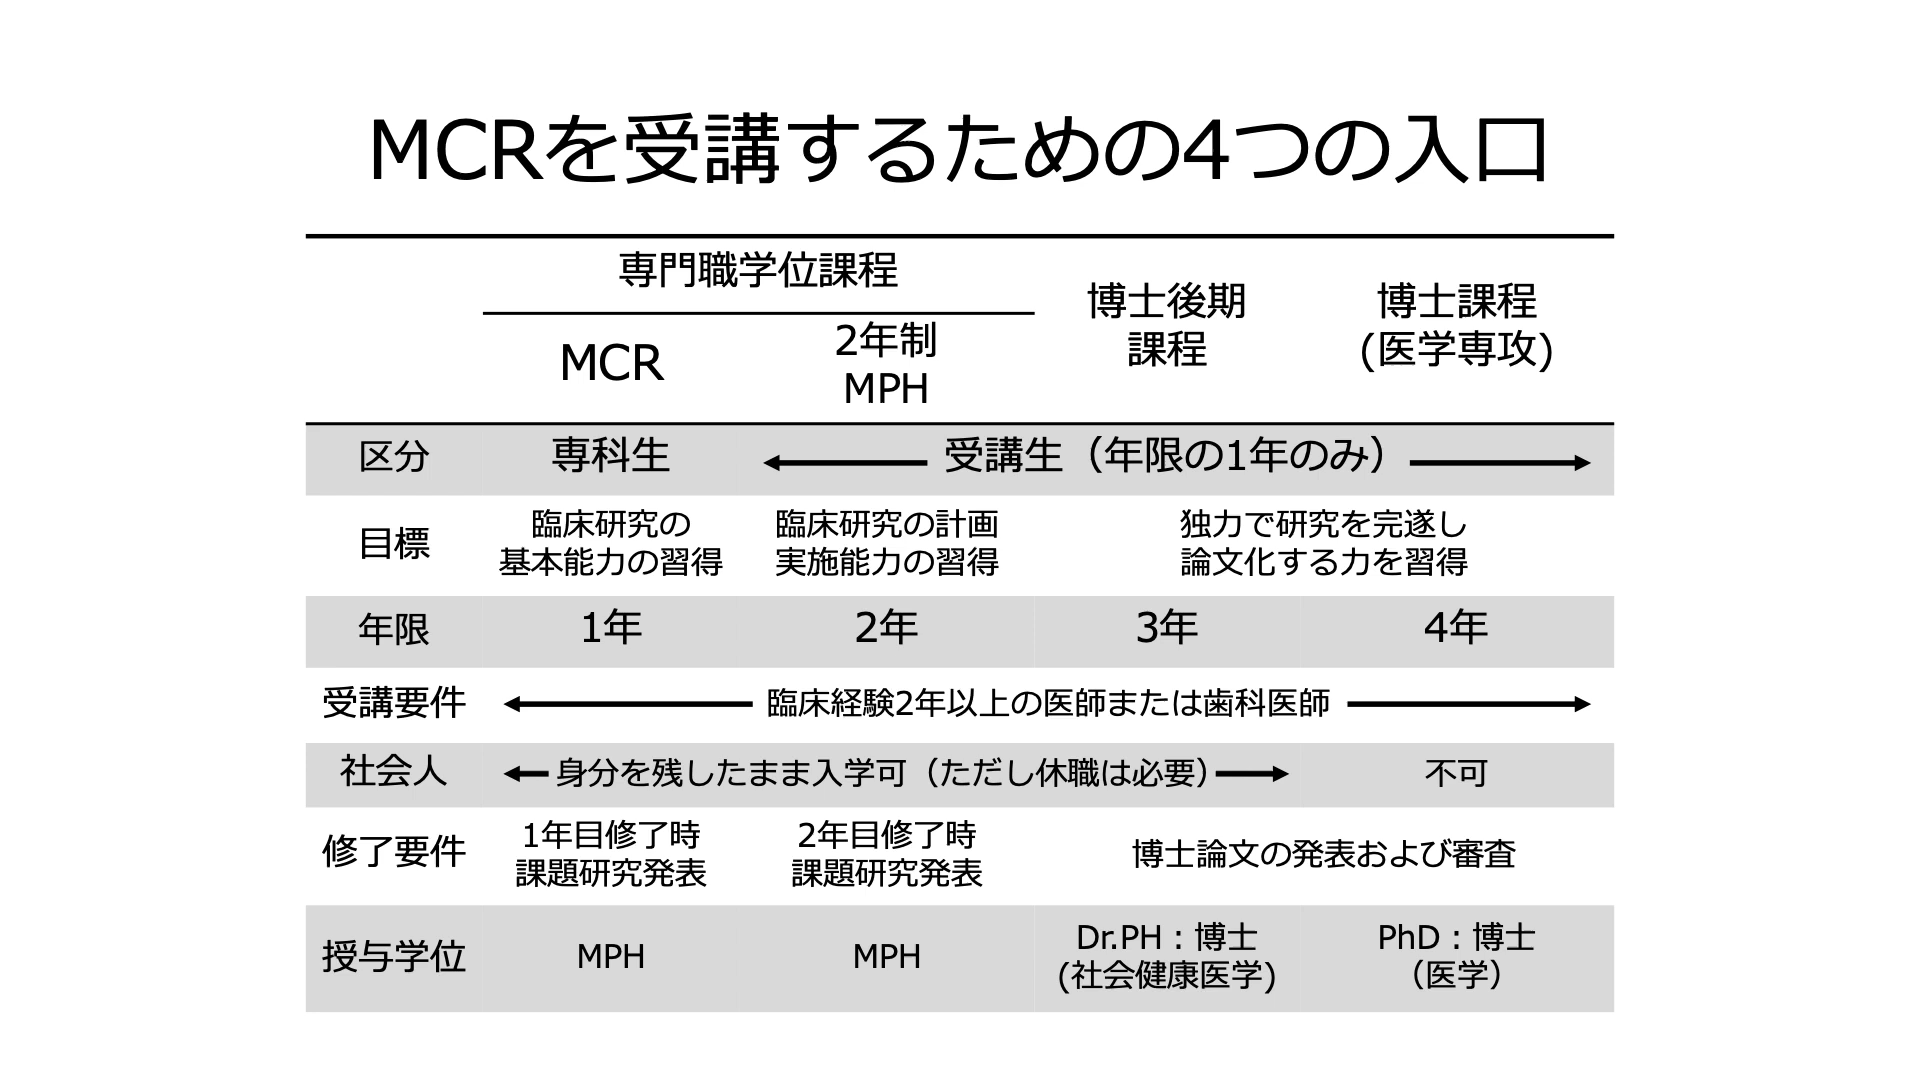 MCRを受講するための4つの入口
専門職学位課程
博士後期
課程
博士課程
(医学専攻)
MCR
2年制
MPH
区分
専科生
受講生（年限の1年のみ）
目標
臨床研究の
基本能力の習得
臨床研究の計画
実施能力の習得
独力で研究を完遂し
論文化する力を習得
年限
1年
2年
3年
4年
受講要件
臨床経験2年以上の医師または歯科医師
社会人
身分を残したまま入学可（ただし休職は必要）
不可
修了要件
1年目修了時
課題研究発表
2年目修了時
課題研究発表
博士論文の発表および審査
授与学位
MPH
MPH
Dr.PH：博士
(社会健康医学)
PhD：博士
（医学）